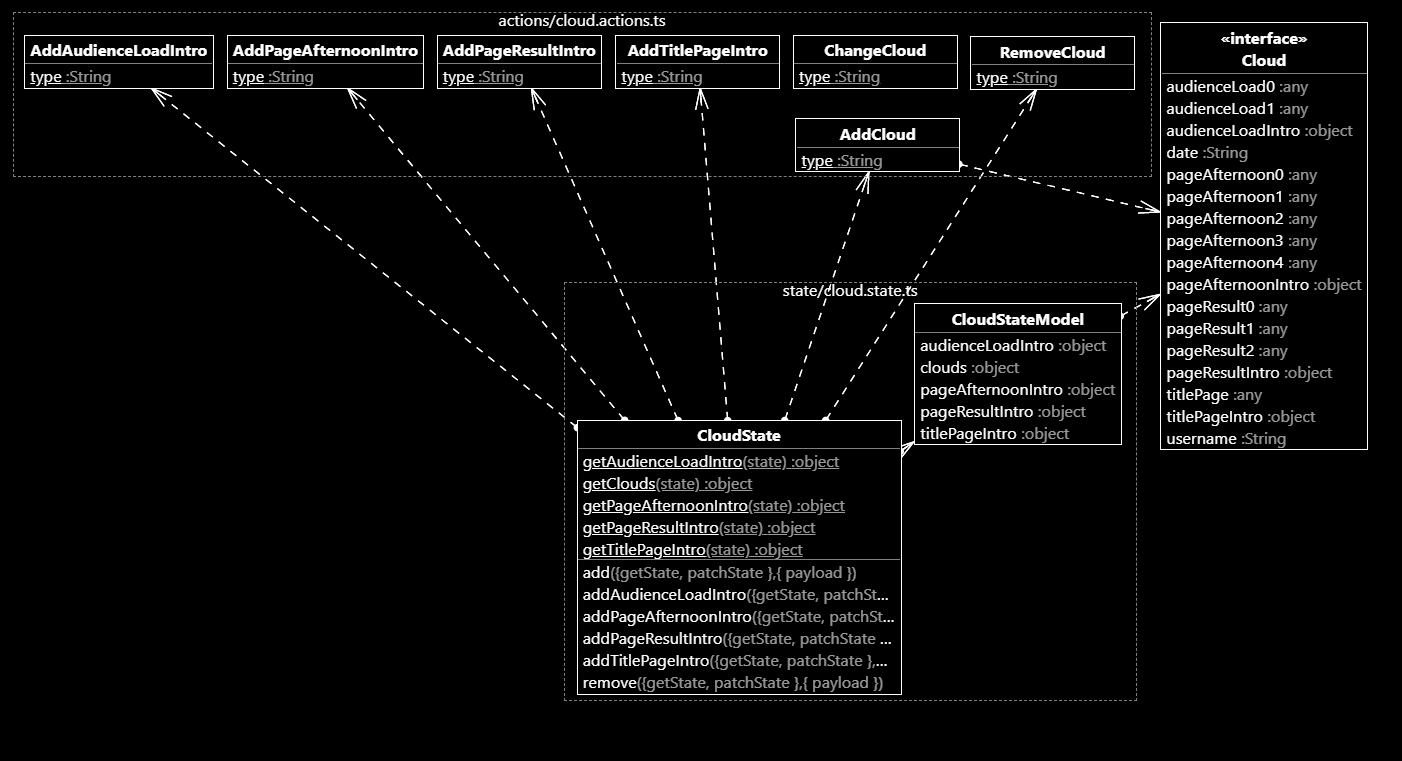 actions/cloud.actions.ts
AddAudienceLoadIntro
type :String
AddPageAfternoonIntro
type :String
AddPageResultIntro
type :String
AddTitlePageIntro
type :String
ChangeCloud
type :String
RemoveCloud
type :String
AddCloud
type :String
«interface»
Cloud
audienceLoad0 :any
audienceLoad1 :any
audienceLoadIntro :object
date :String
pageAfternoon0 :any
pageAfternoon1 :any
pageAfternoon2 :any
pageAfternoon3 :any
pageAfternoon4 :any
pageAfternoonIntro :object
pageResult0 :any
pageResult1 :any
pageResult2 :any
pageResultIntro :object
titlePage :any
titlePageIntro :object
username :String
state/cloud.state.ts
CloudStateModel
audienceLoadIntro :object
clouds :object
pageAfternoonIntro :object
pageResultIntro :object
titlePageIntro :object
CloudState
getAudienceLoadIntro(state) :object
getClouds(state) :object
getPageAfternoonIntro(state) :object
getPageResultIntro(state) :object
getTitlePageIntro(state) :object
add({getState, patchState },{ payload })
addAudienceLoadIntro({getState, patchSt...
addPageAfternoonIntro({getState, patchSt...
addPageResultIntro({getState, patchState ...
addTitlePageIntro({getState, patchState },...
remove({getState, patchState },{ payload })